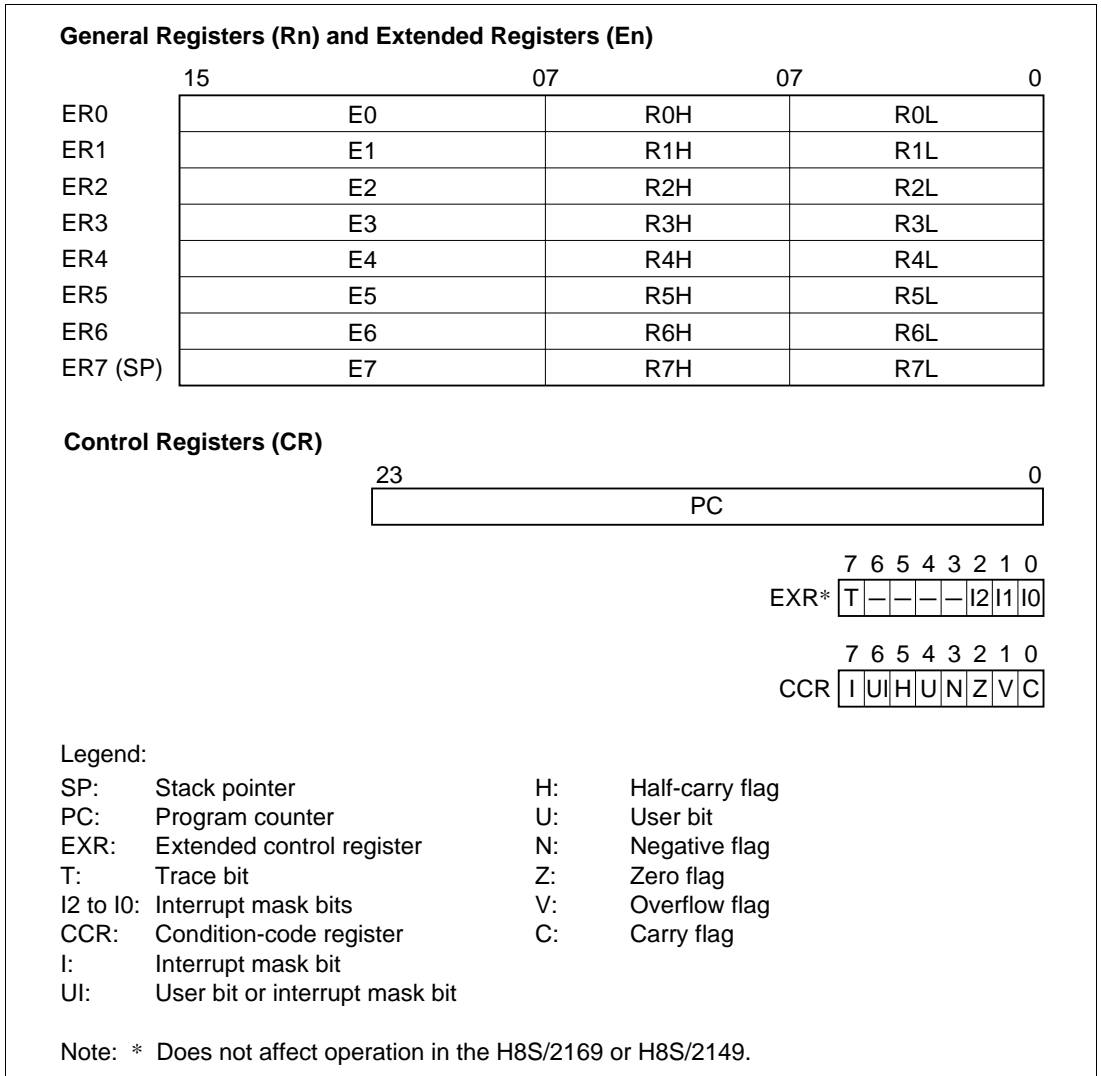 General Registers (Rn) and Extended Registers (En)
15 07 07 0
ER0 E0 R0H R0L
ER1 E1 R1H R1L
ER2 E2 R2H R2L
ER3 E3 R3H R3L
ER4 E4 R4H R4L
ER5 E5 R5H R5L
ER6 E6 R6H R6L
ER7 (SP) E7 R7H R7L
Control Registers (CR)
23 0
PC
7 6 5 4 3 2 1 0
EXR* T — — — — I2 I1 I0
7 6 5 4 3 2 1 0
CCR I UI H U N Z V C
Legend:
SP: Stack pointer H: Half-carry flag
PC: Program counter U: User bit
EXR: Extended control register N: Negative flag
T: Trace bit Z: Zero flag
I2 to I0: Interrupt mask bits V: Overflow flag
CCR: Condition-code register C: Carry flag
I: Interrupt mask bit
UI: User bit or interrupt mask bit
Note: * Does not affect operation in the H8S/2169 or H8S/2149.